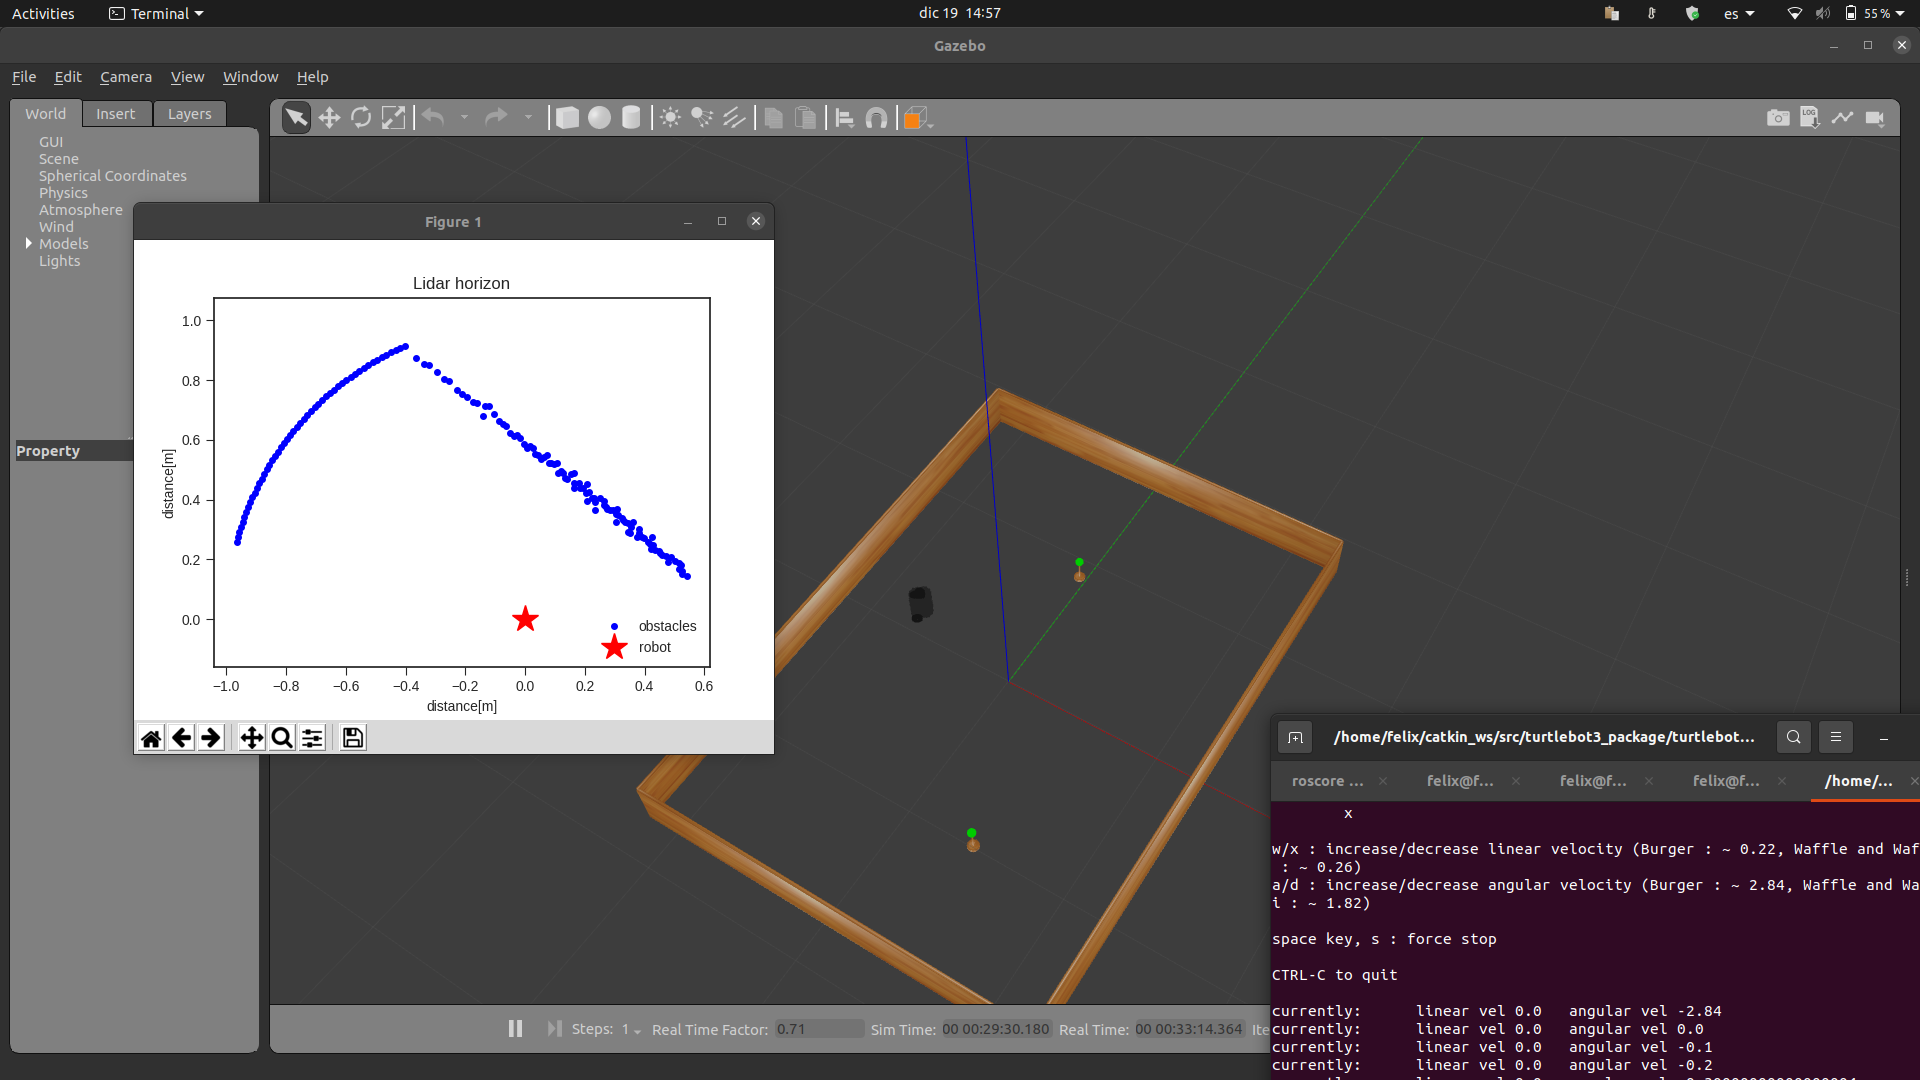 Activities
Terminal
dic 19 14:57
es
55 %
Gazebo
File Edit Camera View Window Help
World Insert Layers
LOG
GUI
Scene
Spherical Coordinates
Physics
Atmosphere
Wind
Models
Lights
Property
Figure 1
Lidar horizon
1.0
0.8
0.6
0.4
0.2
0.0
distance[m]
obstacles
robot
−1.0 −0.8 −0.6 −0.4 −0.2 0.0 0.2 0.4 0.6
distance[m]
Steps: 1 Real Time Factor: 0.71 Sim Time: 00 00:29:30.180 Real Time: 00 00:33:14.364 Ite
/home/felix/catkin_ws/src/turtlebot3_package/turtlebot...
roscore ... felix@f... felix@f... felix@f... /home/...
x
w/x : increase/decrease linear velocity (Burger : ~ 0.22, Waffle and Waf
: ~ 0.26)
a/d : increase/decrease angular velocity (Burger : ~ 2.84, Waffle and Wa
i : ~ 1.82)
space key, s : force stop
CTRL-C to quit
currently: linear vel 0.0 angular vel -2.84
currently: linear vel 0.0 angular vel 0.0
currently: linear vel 0.0 angular vel -0.1
currently: linear vel 0.0 angular vel -0.2